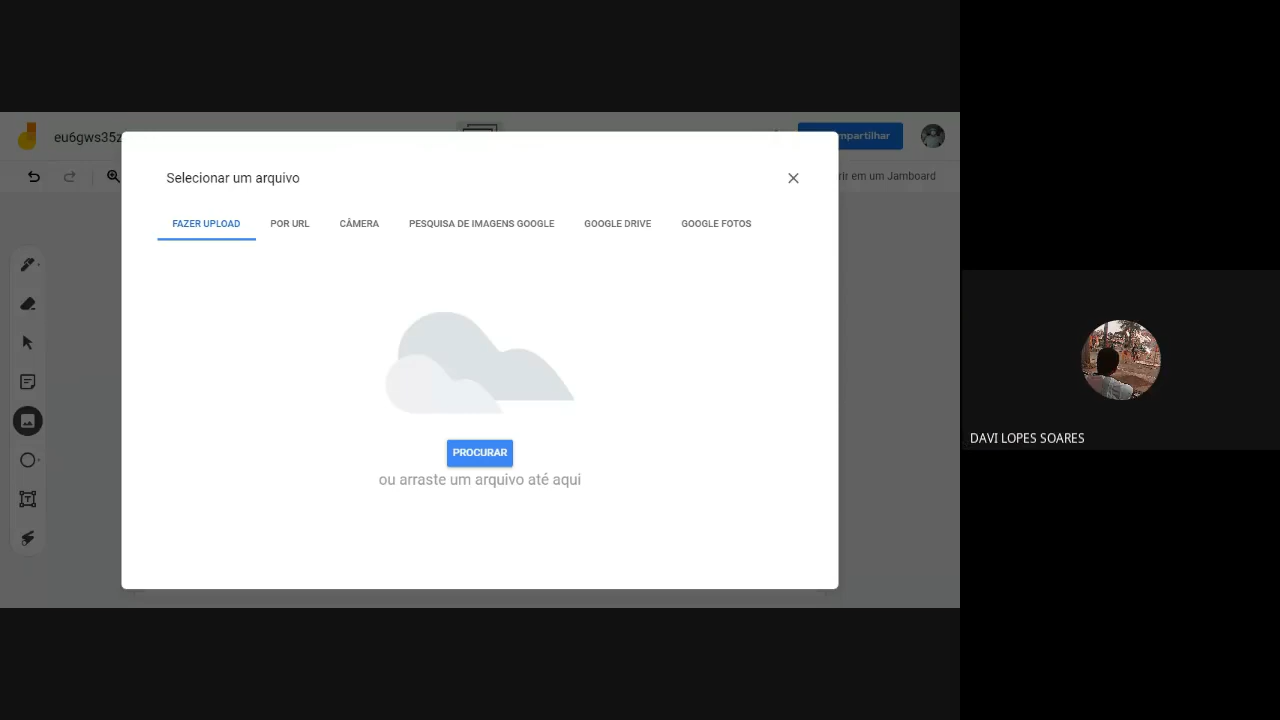 eu6gws35z
mpartilhar
rir em um Jamboard
Selecionar um arquivo
FAZER UPLOAD
POR URL
CÂMERA
PESQUISA DE IMAGENS GOOGLE
GOOGLE DRIVE
GOOGLE FOTOS
PROCURAR
ou arraste um arquivo até aqui
DAVI LOPES SOARES